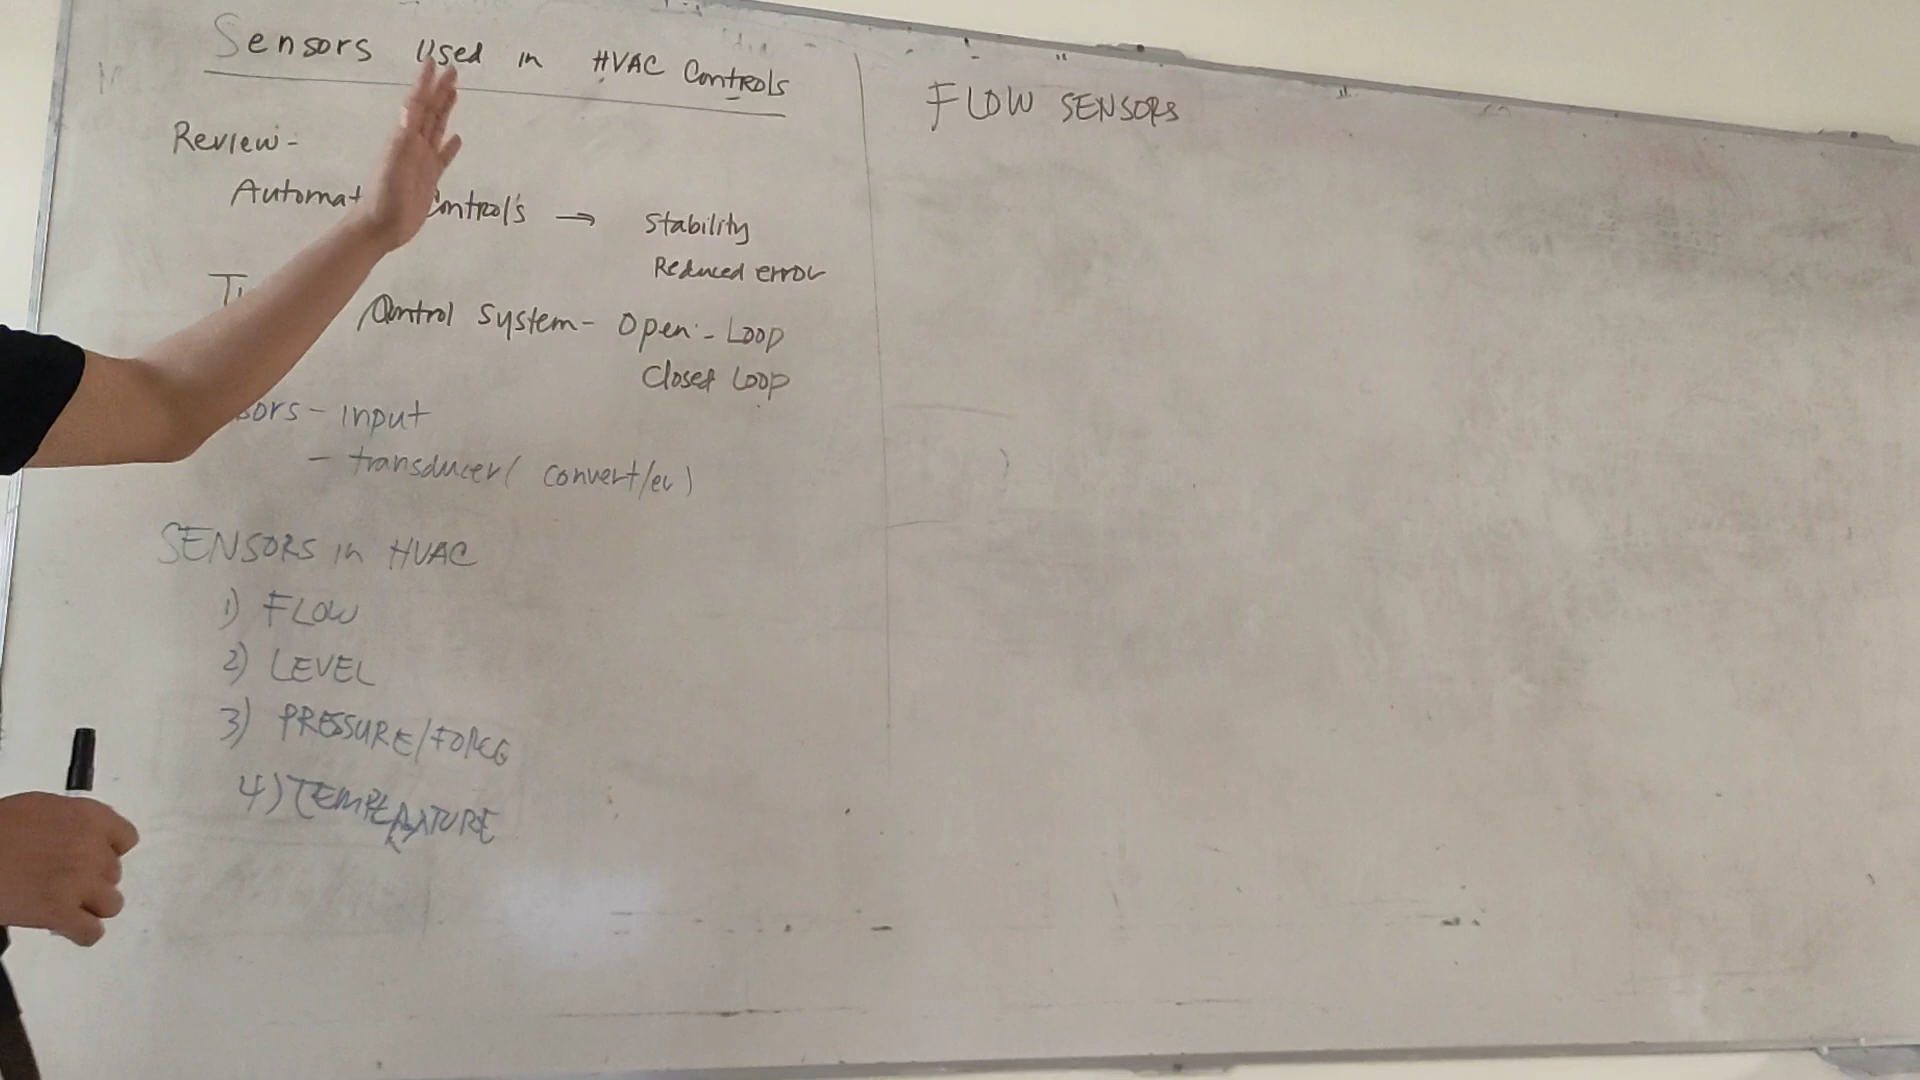 Sensors Used in HVAC Controls
Review-
Automat ontrol's → Stability
Reduced error
Control System - Open - Loop
Closed Loop
sors - input
- transducer( convert/er)
SENSORS in HVAC
1) FLOW
2) LEVEL
3) PRESSURE/FORCE
4) TEMPERATURE
FLOW SENSORS